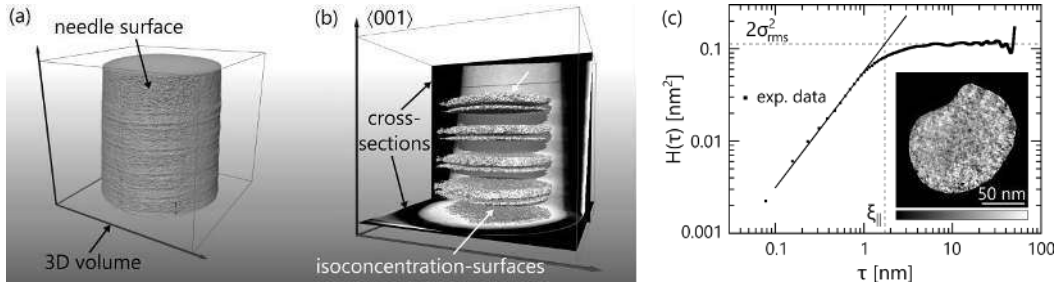 (a)
needle surface
3D volume
(b)
⟨001⟩
cross-
sections
isoconcentration-surfaces
(c)
2σ²rms
0.1
0.01
0.001
H(τ) [nm²]
exp. data
50 nm
ξ||
0.1
1
10
100
τ [nm]